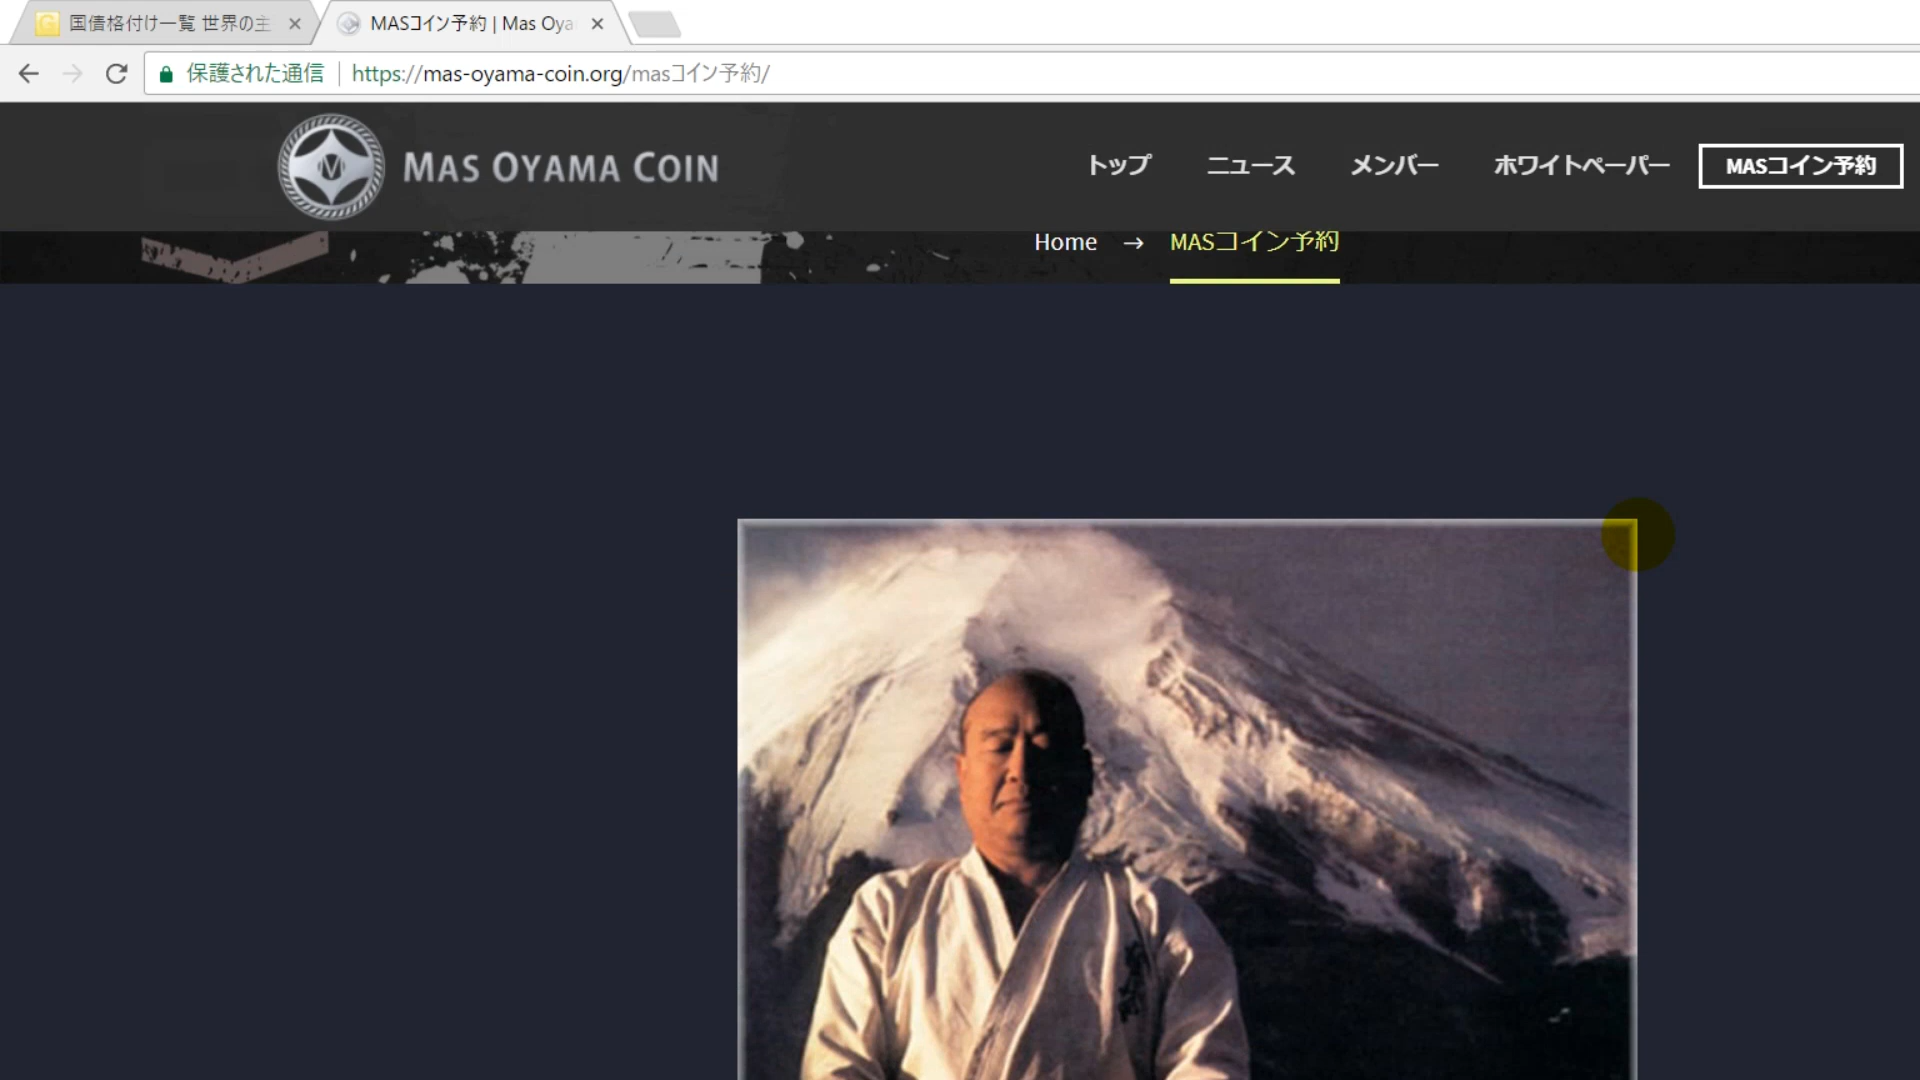 国債格付け一覧 世界の主
MASコイン予約 | Mas Oya
保護された通信
https://mas-oyama-coin.org/masコイン予約/
M
MAS OYAMA COIN
トップ
ニュース
メンバー
ホワイトペーパー
MASコイン予約
Home → MASコイン予約